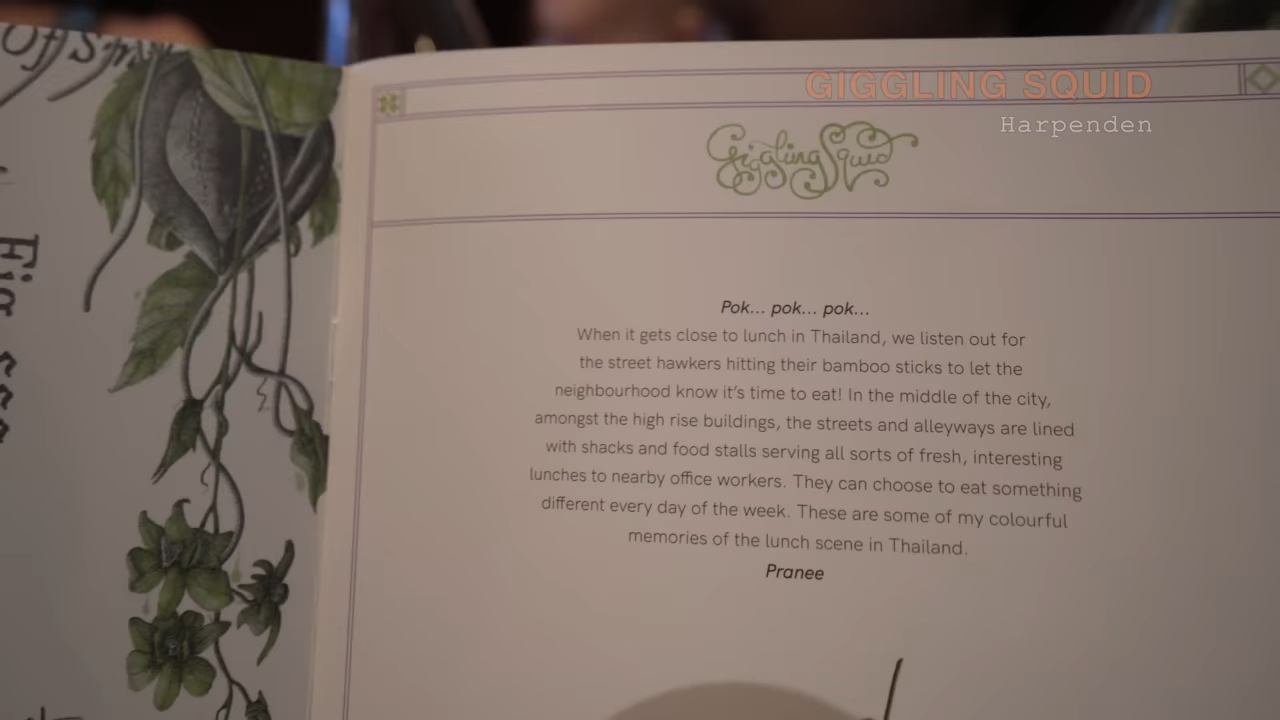 GIGGLING SQUID
Harpenden
Giggling Squid
Pok... pok... pok...
When it gets close to lunch in Thailand, we listen out for
the street hawkers hitting their bamboo sticks to let the
neighbourhood know it's time to eat! In the middle of the city,
amongst the high rise buildings, the streets and alleyways are lined
with shacks and food stalls serving all sorts of fresh, interesting
lunches to nearby office workers. They can choose to eat something
different every day of the week. These are some of my colourful
memories of the lunch scene in Thailand.
Pranee